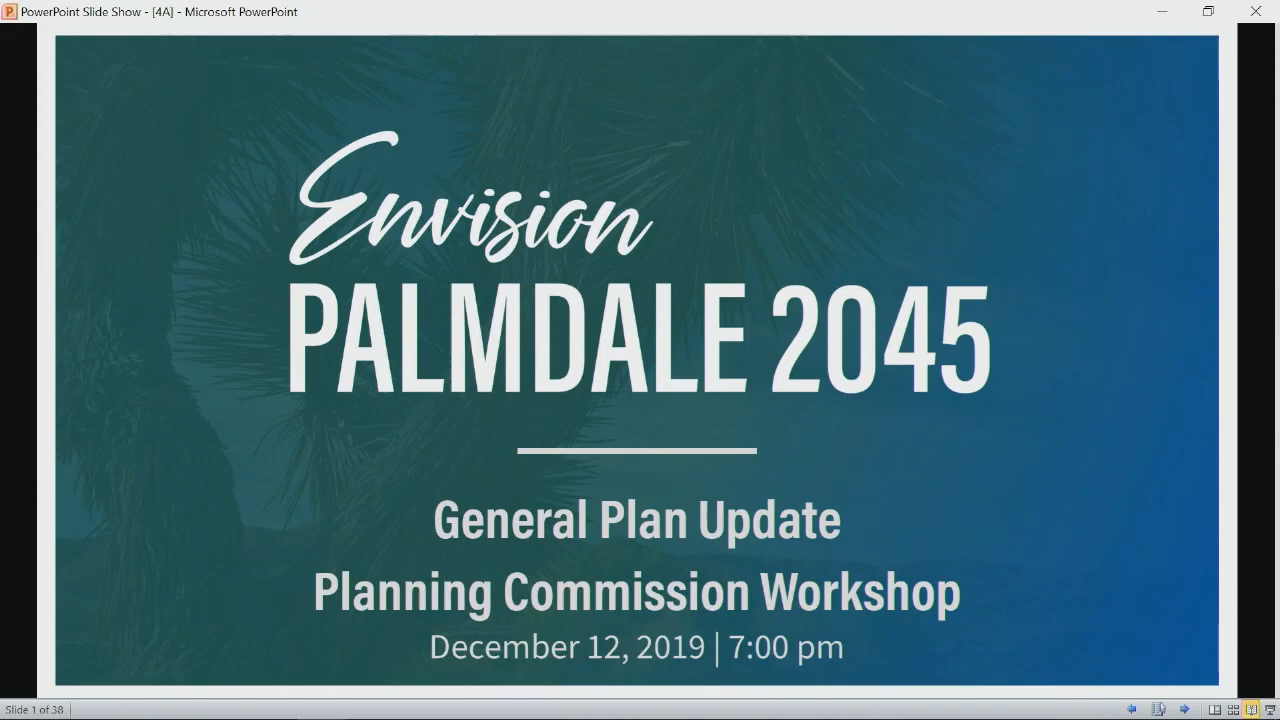 PowerPoint Slide Show - [4A] - Microsoft PowerPoint
Envision
PALMDALE 2045
General Plan Update
Planning Commission Workshop
December 12, 2019 | 7:00 pm
Slide 1 of 38